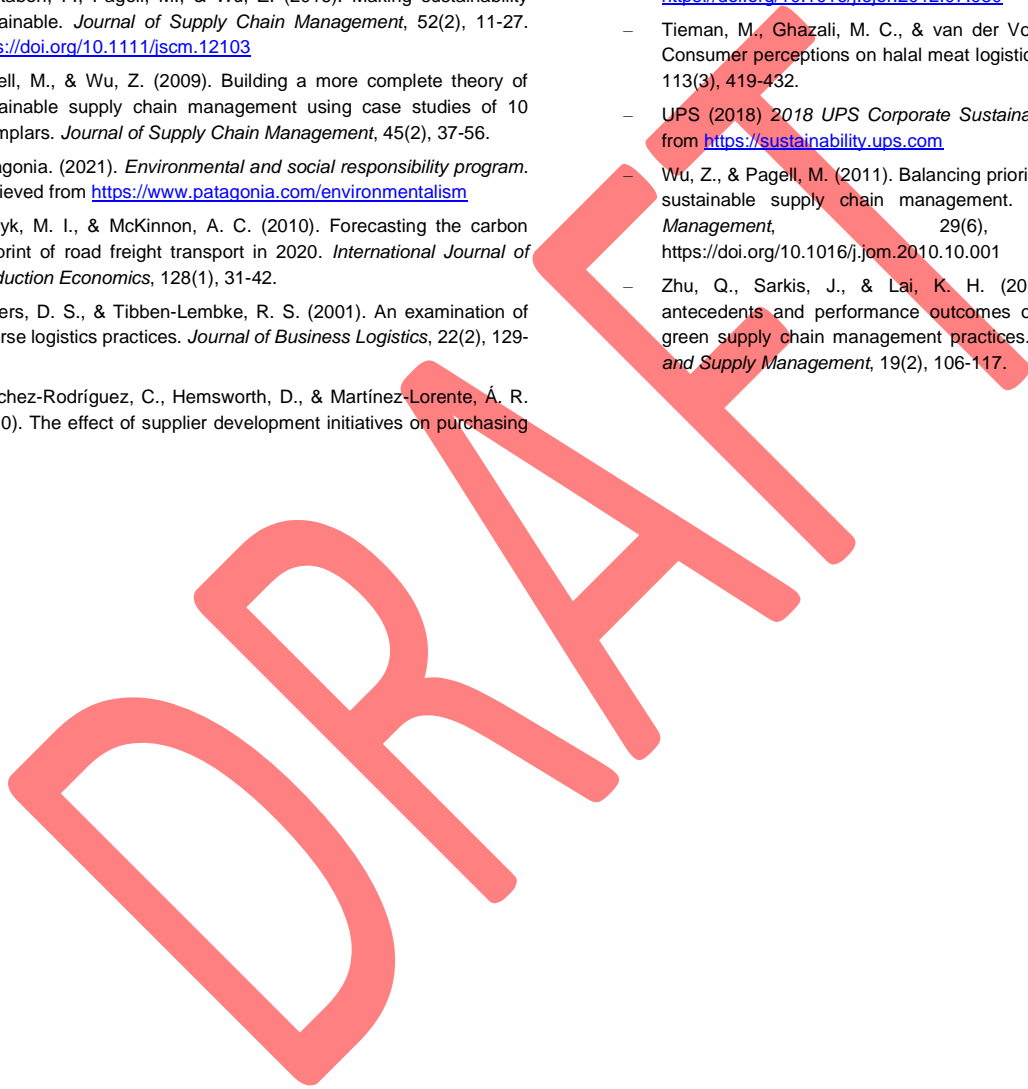 Pagell, M., & Wu, Z. Making sustainability
ainable. Journal of Supply Chain Management, 52(2), 11-27.
s://doi.org/10.1111/jscm.12103
ell, M., & Wu, Z. (2009). Building a more complete theory of
ainable supply chain management using case studies of 10
mplars. Journal of Supply Chain Management, 45(2), 37-56.
agonia. (2021). Environmental and social responsibility program.
rieved from https://www.patagonia.com/environmentalism
yk, M. I., & McKinnon, A. C. (2010). Forecasting the carbon
print of road freight transport in 2020. International Journal of
duction Economics, 128(1), 31-42.
ers, D. S., & Tibben-Lembke, R. S. (2001). An examination of
erse logistics practices. Journal of Business Logistics, 22(2), 129-
chez-Rodríguez, C., Hemsworth, D., & Martínez-Lorente, Á. R.
0). The effect of supplier development initiatives on purchasing
– Tieman, M., Ghazali, M. C., & van der Vo
Consumer perceptions on halal meat logistic
113(3), 419-432.
– UPS (2018) 2018 UPS Corporate Sustaina
from https://sustainability.ups.com
– Wu, Z., & Pagell, M. (2011). Balancing priori
sustainable supply chain management.
Management, 29(6),
https://doi.org/10.1016/j.jom.2010.10.001
– Zhu, Q., Sarkis, J., & Lai, K. H. (20
antecedents and performance outcomes o
green supply chain management practices.
and Supply Management, 19(2), 106-117.
DRAFT